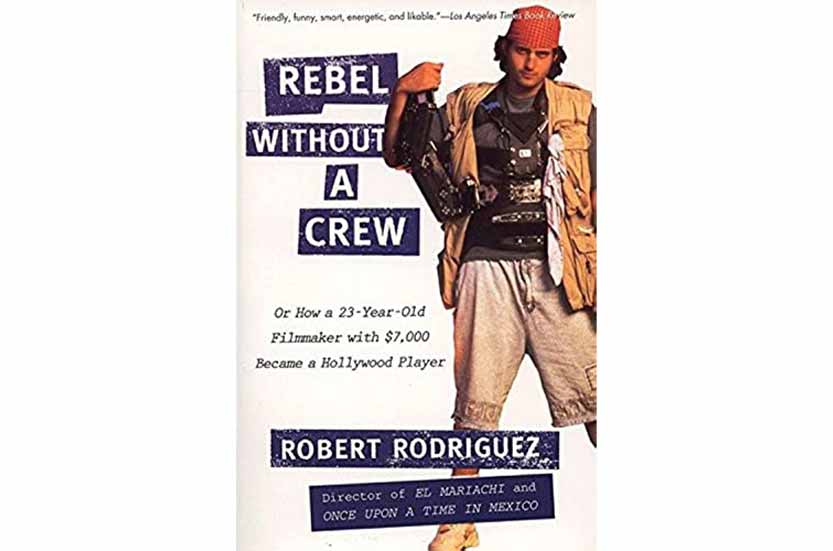 "Friendly, funny, smart, energetic, and likable."—Los Angeles Times Book Review
REBEL
WITHOUT
A
CREW
Or How a 23-Year-Old
Filmmaker with $7,000
Became a Hollywood Player
ROBERT RODRIGUEZ
Director of EL MARIACHI and
ONCE UPON A TIME IN MEXICO